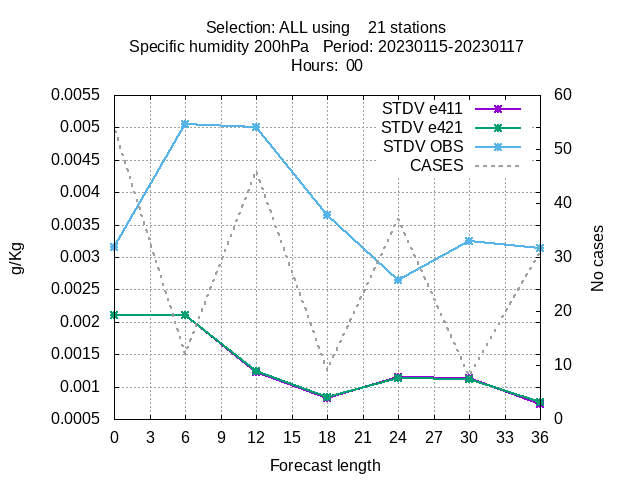 Selection: ALL using    21 stations
Specific humidity 200hPa   Period: 20230115-20230117
Hours:  00
0.0055
0.005
0.0045
0.004
0.0035
0.003
0.0025
0.002
0.0015
0.001
0.0005
g/Kg
STDV e411
STDV e421
STDV OBS
CASES
60
50
40
30
20
10
0
No cases
0 3 6 9 12 15 18 21 24 27 30 33 36
Forecast length